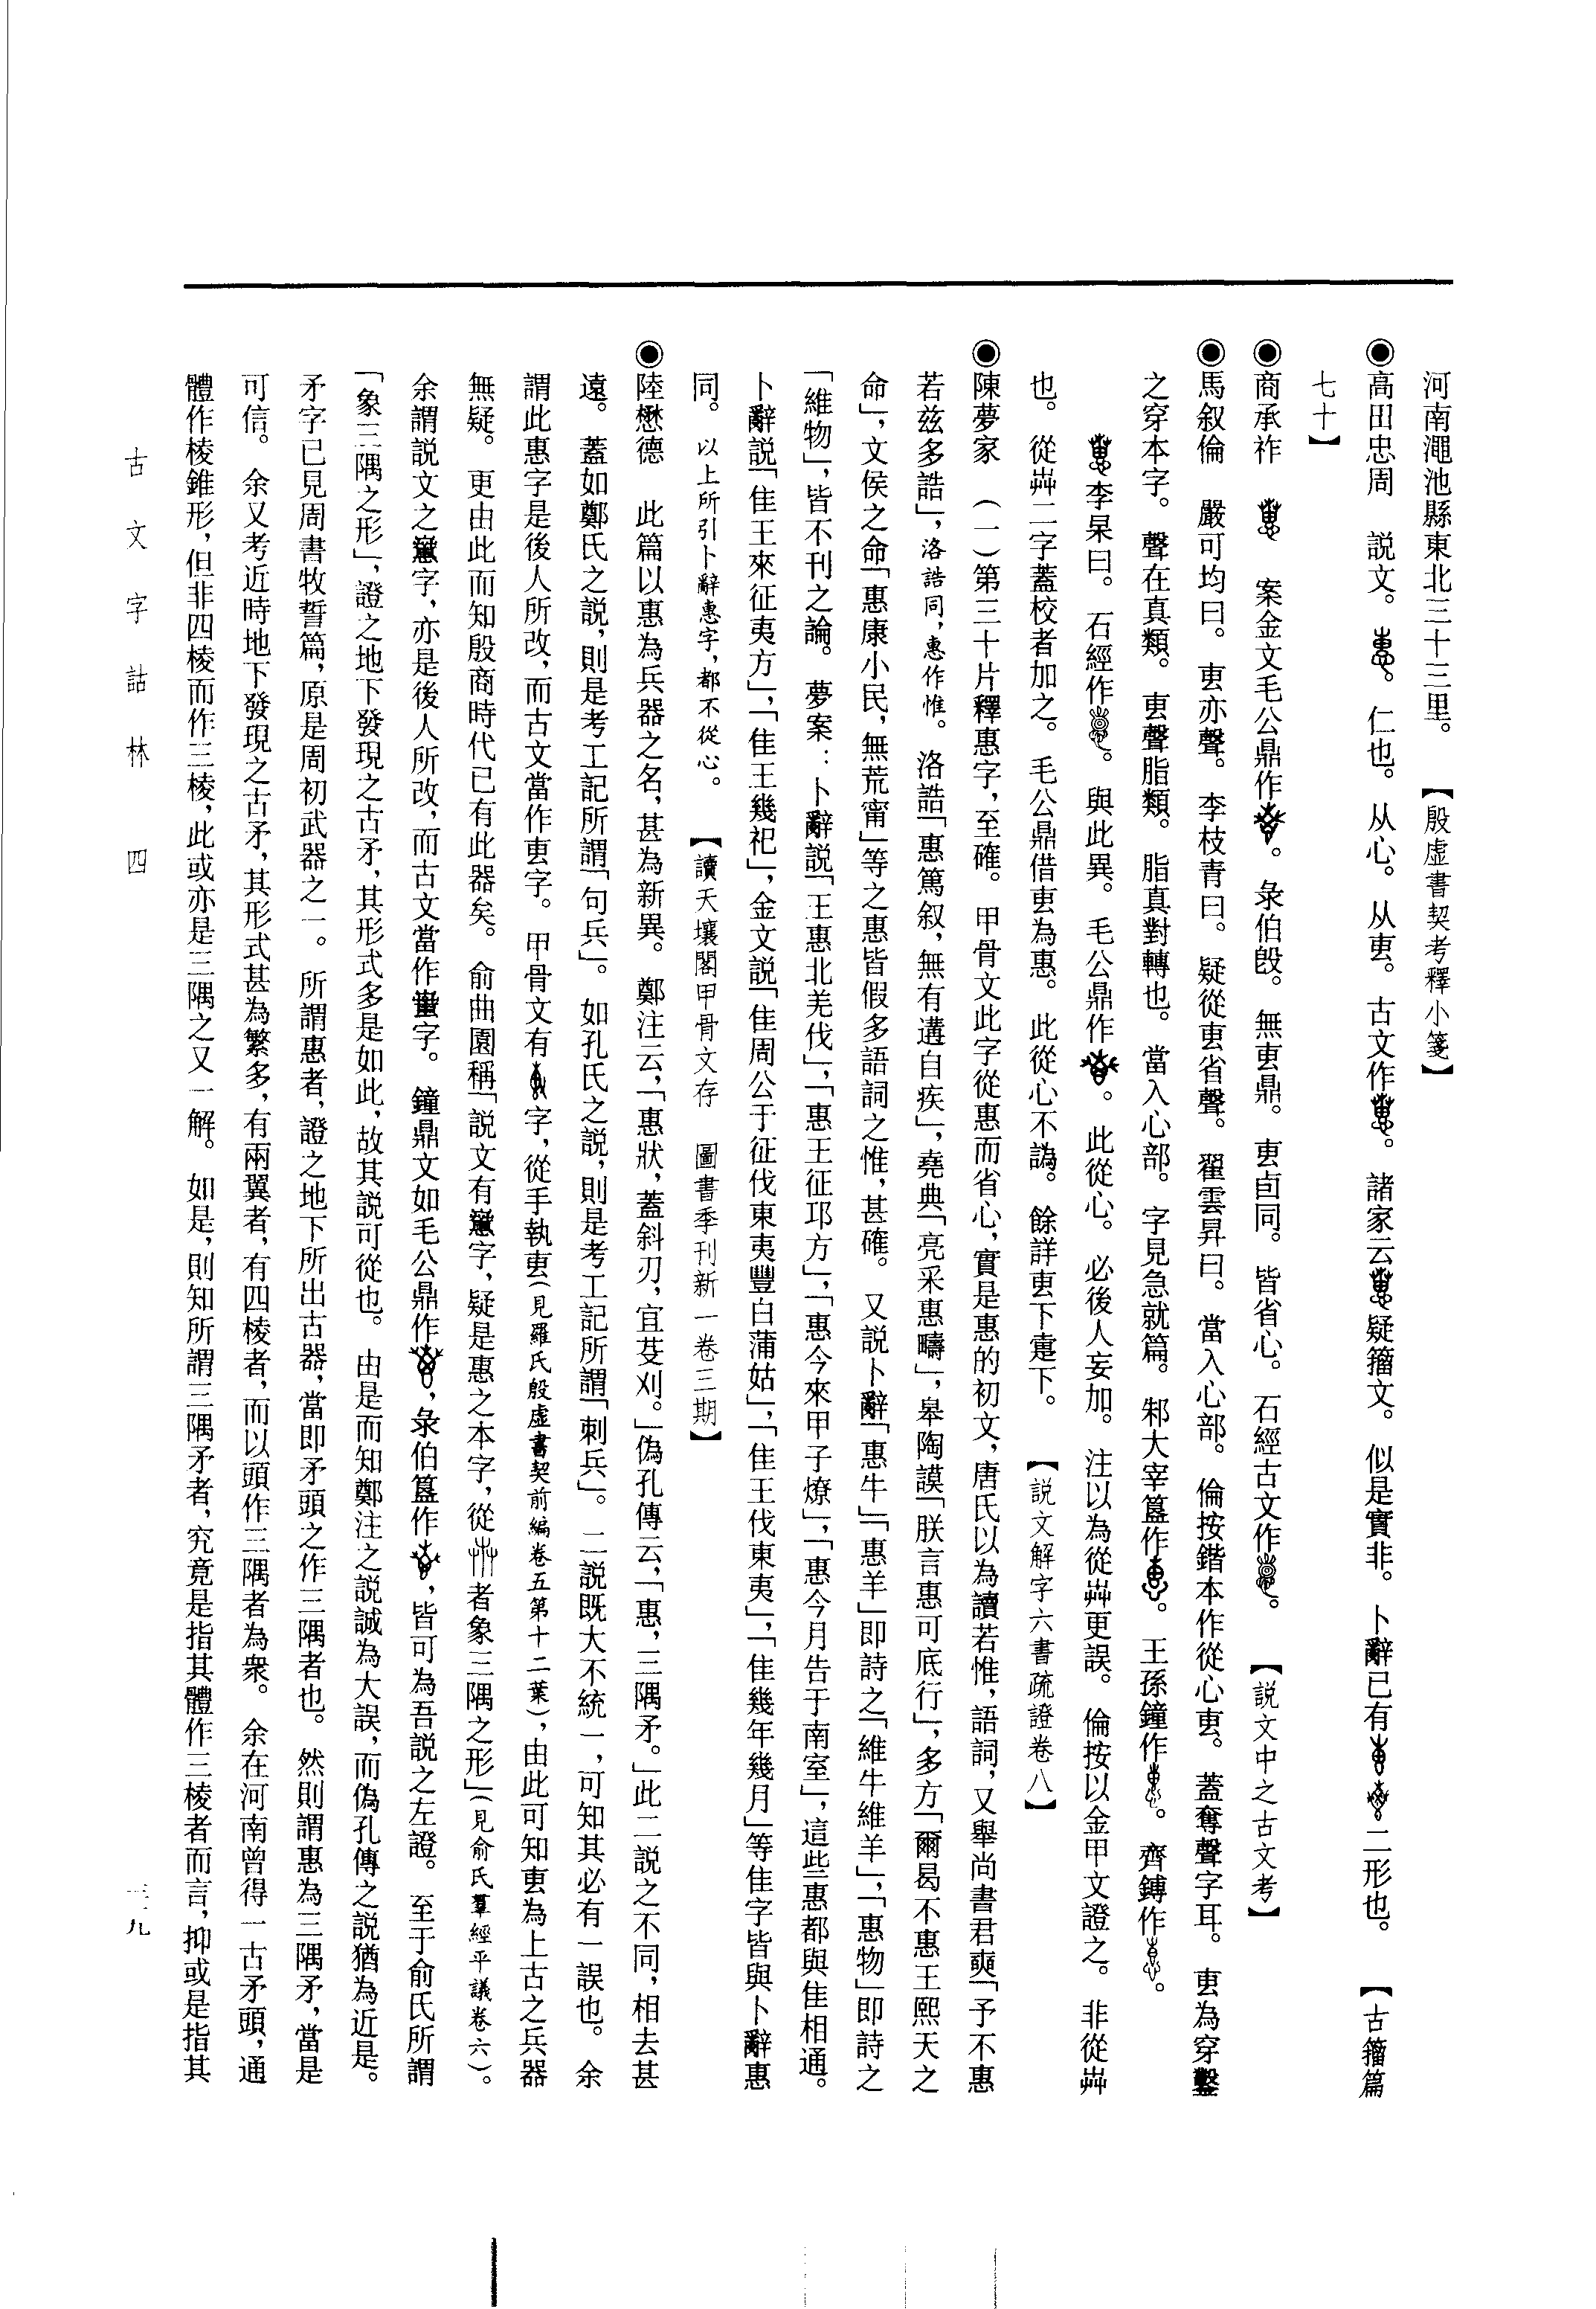 河南澠池縣東北三十三里。　【殷虛書契考釋小箋】
◉高田忠周　説文。。仁也。从心。从叀。古文作。諸家云疑籀文。似是實非。卜辭已有二形也。　【古籀篇
七十】
◉商承祚　　案金文毛公鼎作。彔伯𣪘。無叀鼎。叀卣同。皆省心。石經古文作。　【説文中之古文考】
◉馬叙倫　嚴可均曰。叀亦聲。李枝青曰。疑從叀省聲。翟雲昇曰。當入心部。倫按鍇本作從心叀。蓋奪聲字耳。叀為穿鑿
之穿本字。聲在真類。叀聲脂類。脂真對轉也。當入心部。字見急就篇。邾大宰簋作。王孫鐘作。齊鎛作。
李杲曰。石經作。與此異。毛公鼎作。此從心。必後人妄加。注以為從芔更誤。倫按以金甲文證之。非從芔
也。從芔二字蓋校者加之。毛公鼎借叀為惠。此從心不譌。餘詳叀下疐下。　【説文解字六書疏證卷八】
◉陳夢家　（一）第三十片釋惠字，至確。甲骨文此字從惠而省心，實是惠的初文，唐氏以為讀若惟，語詞，又舉尚書君奭「予不惠
若兹多誥」，洛誥同，惠作惟。洛誥「惠篤叙，無有遘自疾」，堯典「亮采惠疇」，皋陶謨「朕言惠可底行」，多方「爾曷不惠王熙天之
命」，文侯之命「惠康小民，無荒甯」等之惠皆假多語詞之惟，甚確。又説卜辭「惠牛」「惠羊」即詩之「維牛維羊」，「惠物」即詩之
「維物」，皆不刊之論。夢案：卜辭説「王惠北羌伐」，「惠王征邛方」，「惠今來甲子燎」，「惠今月告于南室」，這些惠都與隹相通。
卜辭説「隹王來征夷方」，「隹王幾祀」，金文説「隹周公于征伐東夷豐白蒲姑」，「隹王伐東夷」，「隹幾年幾月」等隹字皆與卜辭惠
同。以上所引卜辭惠字，都不從心。　【讀天壤閣甲骨文存　圖書季刊新一卷三期】
◉陸懋德　此篇以惠為兵器之名，甚為新異。鄭注云，「惠狀，蓋斜刃，宜芟刈。」偽孔傳云，「惠，三隅矛。」此二説之不同，相去甚
遠。蓋如鄭氏之説，則是考工記所謂「句兵」。如孔氏之説，則是考工記所謂「刺兵」。二説既大不統一，可知其必有一誤也。余
謂此惠字是後人所改，而古文當作叀字。甲骨文有字，從手執叀（見羅氏殷虛書契前編卷五第十二葉），由此可知叀為上古之兵器
無疑。更由此而知殷商時代已有此器矣。俞曲園稱「説文有字，疑是惠之本字，從者象三隅之形」（見俞氏羣經平議卷六）。
余謂説文之字，亦是後人所改，而古文當作字。鐘鼎文如毛公鼎作，彔伯簋作，皆可為吾説之左證。至于俞氏所謂
「象三隅之形」，證之地下發現之古矛，其形式多是如此，故其説可從也。由是而知鄭注之説誠為大誤，而偽孔傳之説猶為近是。
矛字已見周書牧誓篇，原是周初武器之一。所謂惠者，證之地下所出古器，當即矛頭之作三隅者也。然則謂惠為三隅矛，當是
可信。余又考近時地下發現之古矛，其形式甚為繁多，有兩翼者，有四棱者，而以頭作三隅者為衆。余在河南曾得一古矛頭，通
體作棱錐形，但非四棱而作三棱，此或亦是三隅之又一解。如是，則知所謂三隅矛者，究竟是指其體作三棱者而言，抑或是指其
古文字詁林　四